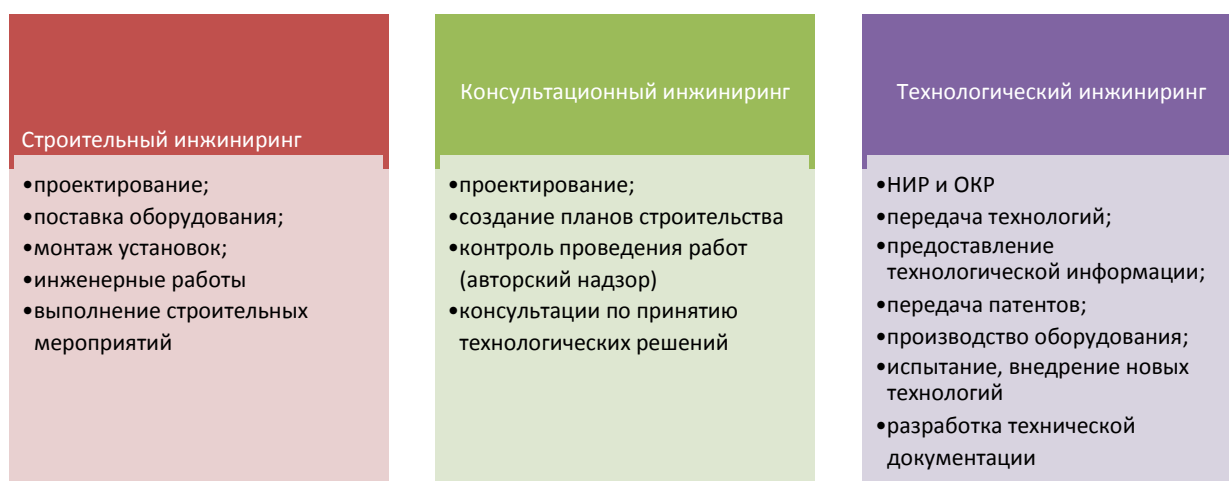 Строительный инжиниринг
•проектирование;
•поставка оборудования;
•монтаж установок;
•инженерные работы
•выполнение строительных
мероприятий
Консультационный инжиниринг
•проектирование;
•создание планов строительства
•контроль проведения работ
(авторский надзор)
•консультации по принятию
технологических решений
Технологический инжиниринг
•НИР и ОКР
•передача технологий;
•предоставление
технологической информации;
•передача патентов;
•производство оборудования;
•испытание, внедрение новых
технологий
•разработка технической
документации